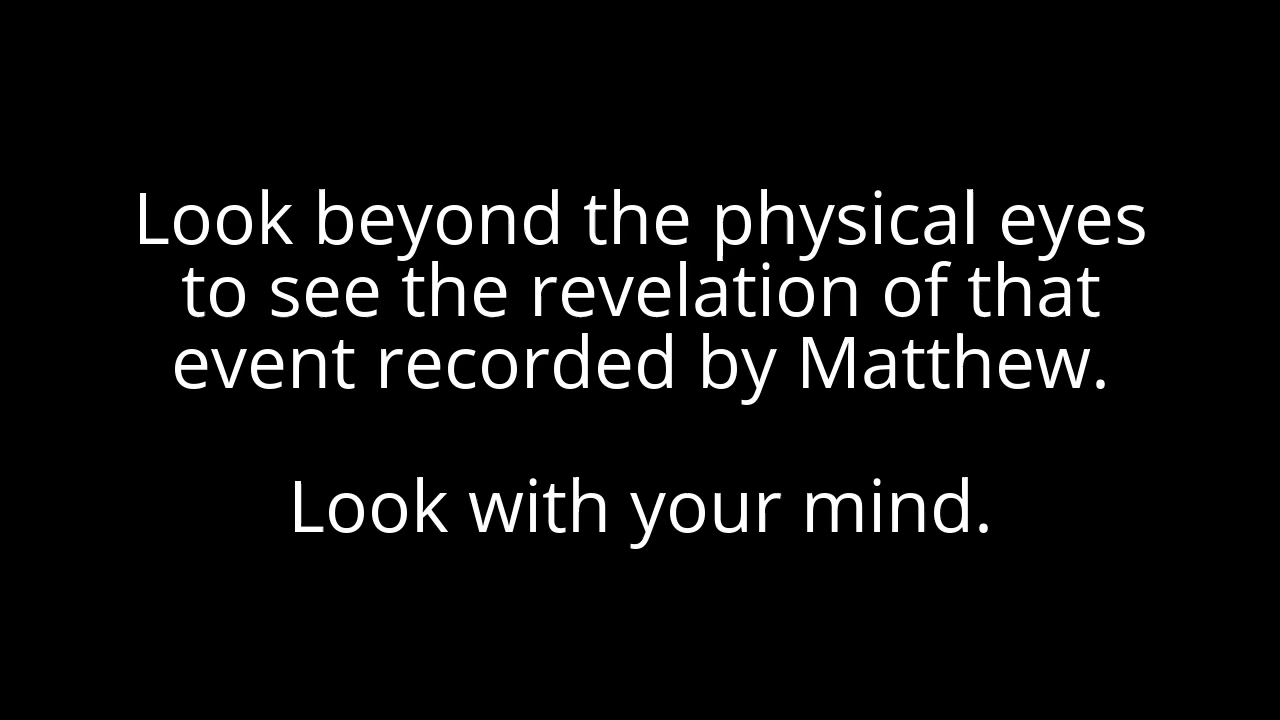 Look beyond the physical eyes
to see the revelation of that
event recorded by Matthew.
Look with your mind.